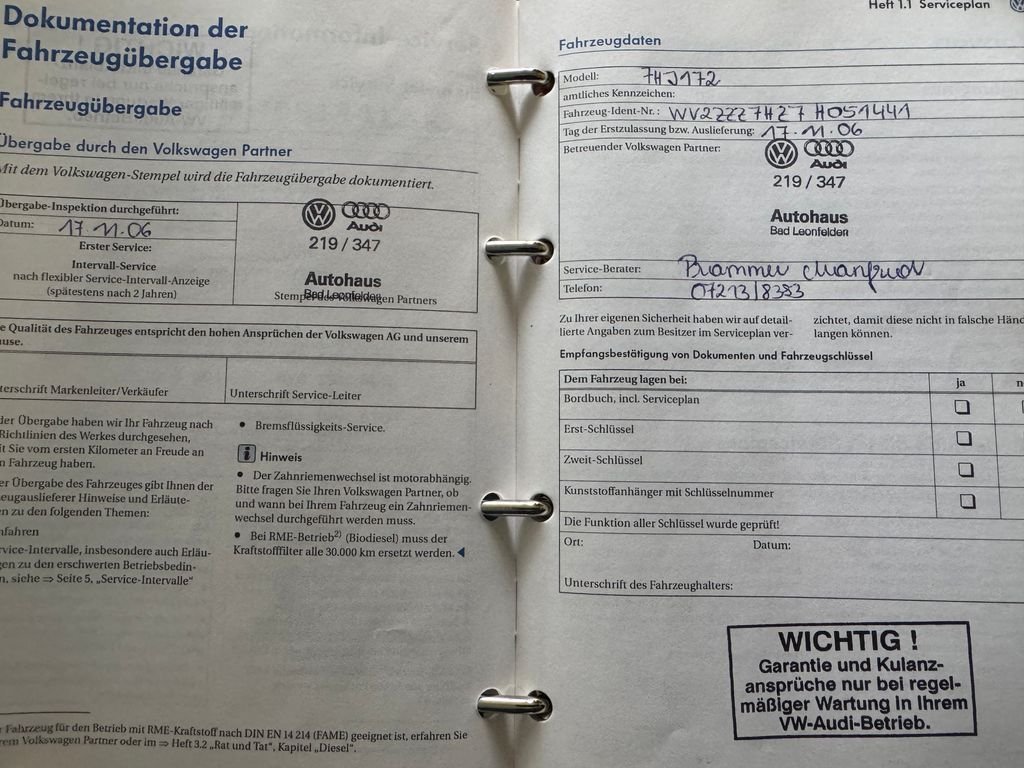 Dokumentation der
Fahrzeugübergabe
Fahrzeugübergabe
Übergabe durch den Volkswagen Partner
Mit dem Volkswagen-Stempel wird die Fahrzeugübergabe dokumentiert.
Übergabe-Inspektion durchgeführt:
Datum: 17.11.06
Erster Service:
Intervall-Service
nach flexibler Service-Intervall-Anzeige
(spätestens nach 2 Jahren)
Audi
219 / 347
Autohaus
Bad Leonfelden
Stempel des Volkswagen Partners
e Qualität des Fahrzeuges entspricht den hohen Ansprüchen der Volkswagen AG und unserem
ause.
terschrift Markenleiter/Verkäufer
Unterschrift Service-Leiter
der Übergabe haben wir Ihr Fahrzeug nach
Richtlinien des Werkes durchgesehen,
it Sie vom ersten Kilometer an Freude an
n Fahrzeug haben.
er Übergabe des Fahrzeuges gibt Ihnen der
eugauslieferer Hinweise und Erläute-
n zu den folgenden Themen:
nfahren
rvice-Intervalle, insbesondere auch Erläu-
gen zu den erschwerten Betriebsbedin-
n, siehe ⇒ Seite 5, „Service-Intervalle“
• Bremsflüssigkeits-Service.
i Hinweis
• Der Zahnriemenwechsel ist motorabhängig.
Bitte fragen Sie Ihren Volkswagen Partner, ob
und wann bei Ihrem Fahrzeug ein Zahnriemen-
wechsel durchgeführt werden muss.
• Bei RME-Betrieb2) (Biodiesel) muss der
Kraftstofffilter alle 30.000 km ersetzt werden. ◀
r Fahrzeug für den Betrieb mit RME-Kraftstoff nach DIN EN 14 214 (FAME) geeignet ist, erfahren Sie
rem Volkswagen Partner oder im ⇒ Heft 3.2 „Rat und Tat“, Kapitel „Diesel“.
Heft 1.1 Serviceplan
Fahrzeugdaten
Modell: 7HJ172
amtliches Kennzeichen:
Fahrzeug-Ident-Nr.: WV2ZZZ7HZ7H051441
Tag der Erstzulassung bzw. Auslieferung: 17.11.06
Betreuender Volkswagen Partner:
Audi
219 / 347
Autohaus
Bad Leonfelden
Service-Berater: Brammer Manfred
Telefon: 07213/8383
Zu Ihrer eigenen Sicherheit haben wir auf detail-
lierte Angaben zum Besitzer im Serviceplan ver-
zichtet, damit diese nicht in falsche Händ
langen können.
Empfangsbestätigung von Dokumenten und Fahrzeugschlüssel
Dem Fahrzeug lagen bei: ja n
Bordbuch, incl. Serviceplan
Erst-Schlüssel
Zweit-Schlüssel
Kunststoffanhänger mit Schlüsselnummer
Die Funktion aller Schlüssel wurde geprüft!
Ort: Datum:
Unterschrift des Fahrzeughalters:
WICHTIG !
Garantie und Kulanz-
ansprüche nur bei regel-
mäßiger Wartung in Ihrem
VW-Audi-Betrieb.